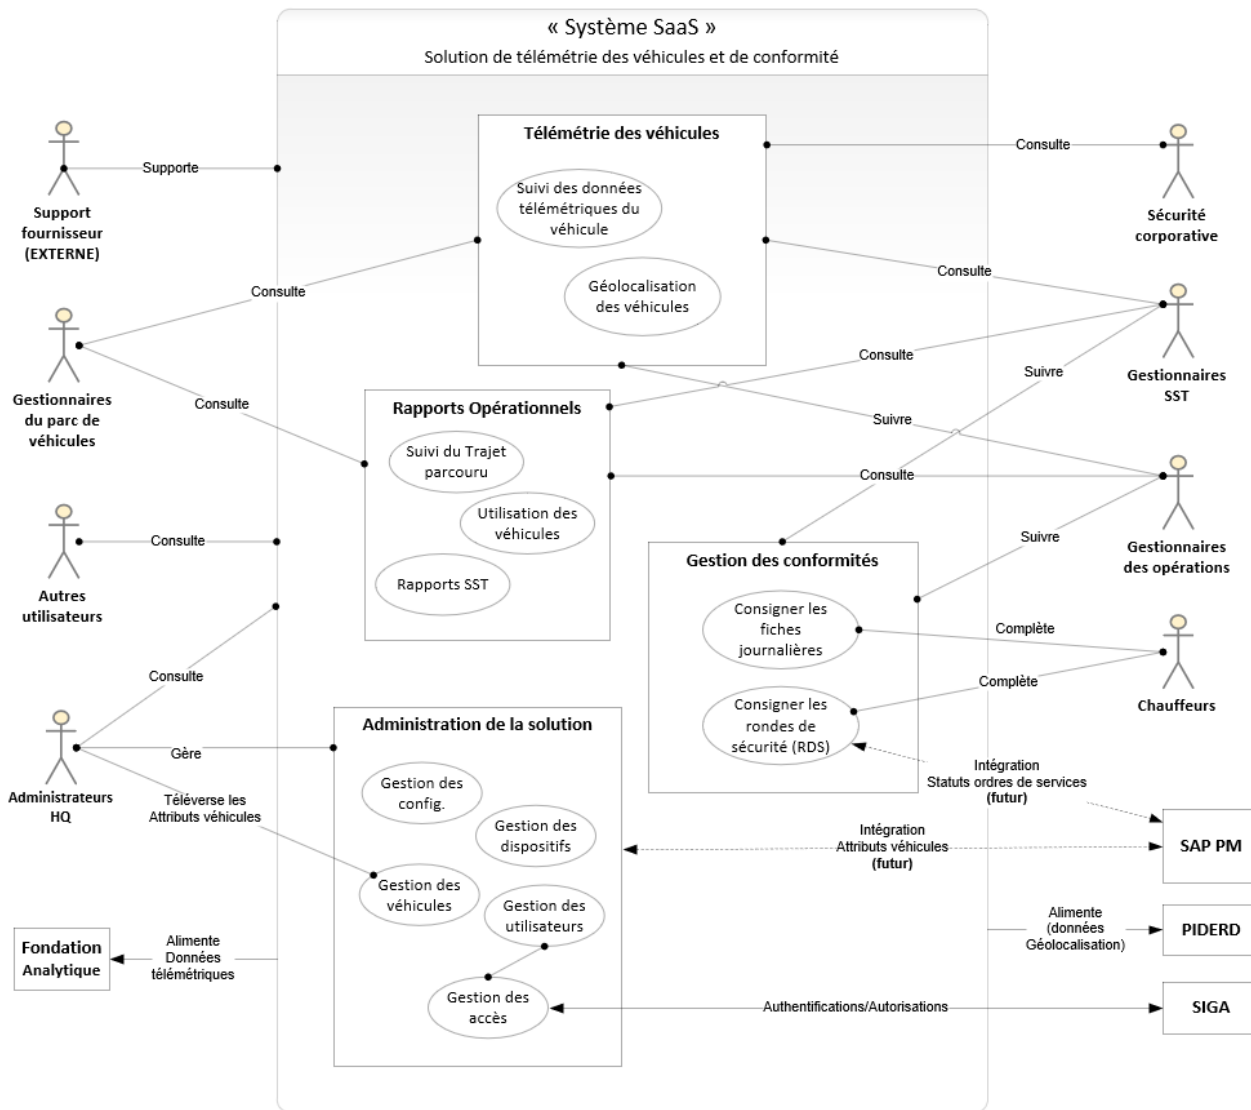 « Système SaaS »
Solution de télémétrie des véhicules et de conformité
Télémétrie des véhicules
Suivi des données
télémétriques du
véhicule
Géolocalisation
des véhicules
Support
fournisseur
(EXTERNE)
Supporte
Consulte
Sécurité
corporative
Gestionnaires
du parc de
véhicules
Consulte
Consulte
Consulte
Consulte
Suivre
Gestionnaires
SST
Rapports Opérationnels
Suivi du Trajet
parcouru
Utilisation des
véhicules
Rapports SST
Suivre
Consulte
Suivre
Gestionnaires
des opérations
Autres
utilisateurs
Consulte
Gestion des conformités
Consigner les
fiches
journalières
Consigner les
rondes de
sécurité (RDS)
Complète
Complète
Chauffeurs
Administrateurs
HQ
Consulte
Gère
Téléverse les
Attributs véhicules
Administration de la solution
Gestion des
config.
Gestion des
dispositifs
Gestion des
véhicules
Gestion des
utilisateurs
Gestion des
accès
Intégration
Statuts ordres de services
(futur)
Intégration
Attributs véhicules
(futur)
SAP PM
Alimente
(données
Géolocalisation)
PIDERD
Authentifications/Autorisations
SIGA
Fondation
Analytique
Alimente
Données
télémétriques